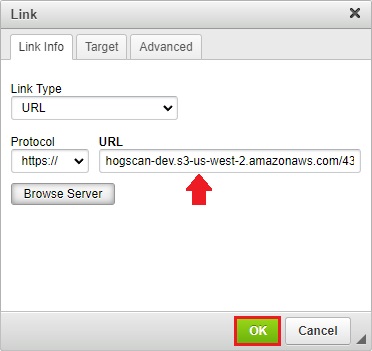 Link
Link Info Target Advanced
Link Type
URL
Protocol URL
https:// hogscan-dev.s3-us-west-2.amazonaws.com/43
Browse Server
OK Cancel